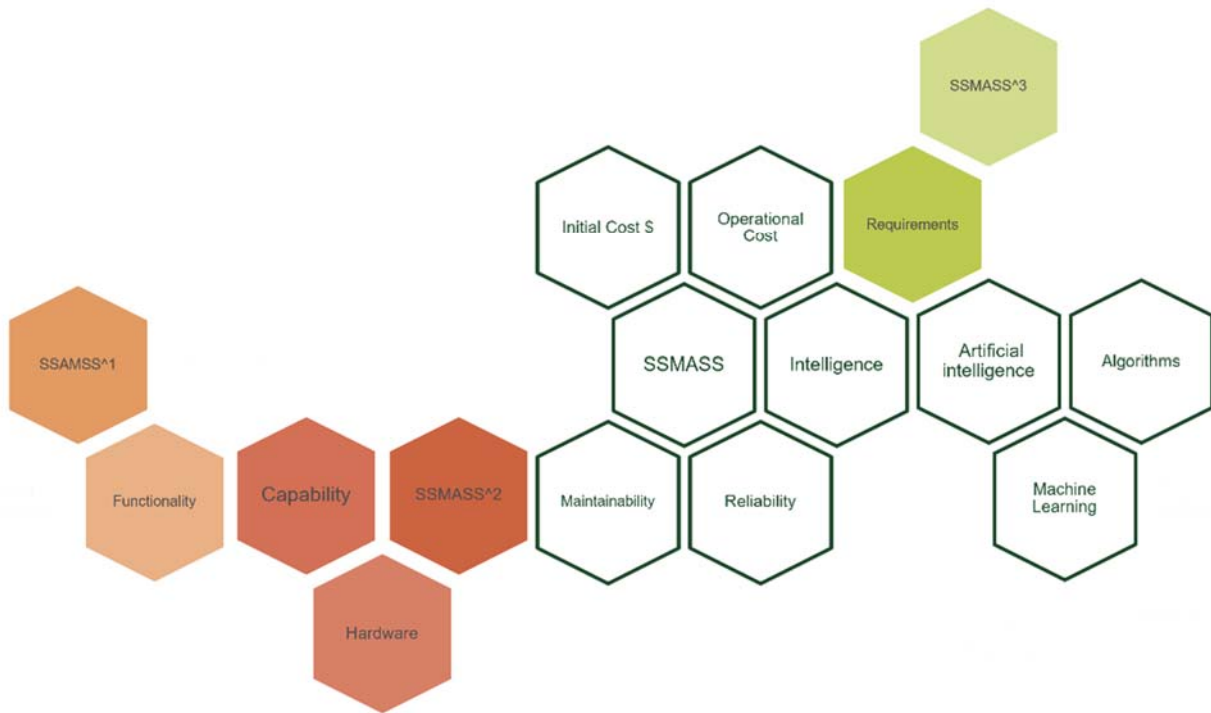 SSMASS^3
Initial Cost $
Operational
Cost
Requirements
SSAMSS^1
SSMASS
Intelligence
Artificial
intelligence
Algorithms
Functionality
Capability
SSMASS^2
Maintainability
Reliability
Machine
Learning
Hardware